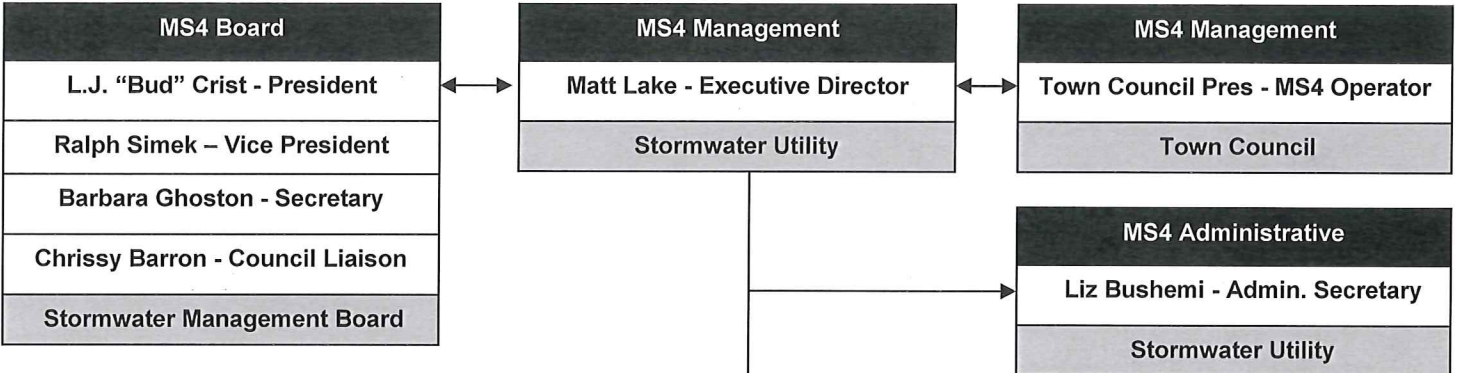 MS4 Board
L.J. “Bud” Crist - President
Ralph Simek – Vice President
Barbara Ghoston - Secretary
Chrissy Barron - Council Liaison
Stormwater Management Board
MS4 Management
Matt Lake - Executive Director
Stormwater Utility
MS4 Management
Town Council Pres - MS4 Operator
Town Council
MS4 Administrative
Liz Bushemi - Admin. Secretary
Stormwater Utility